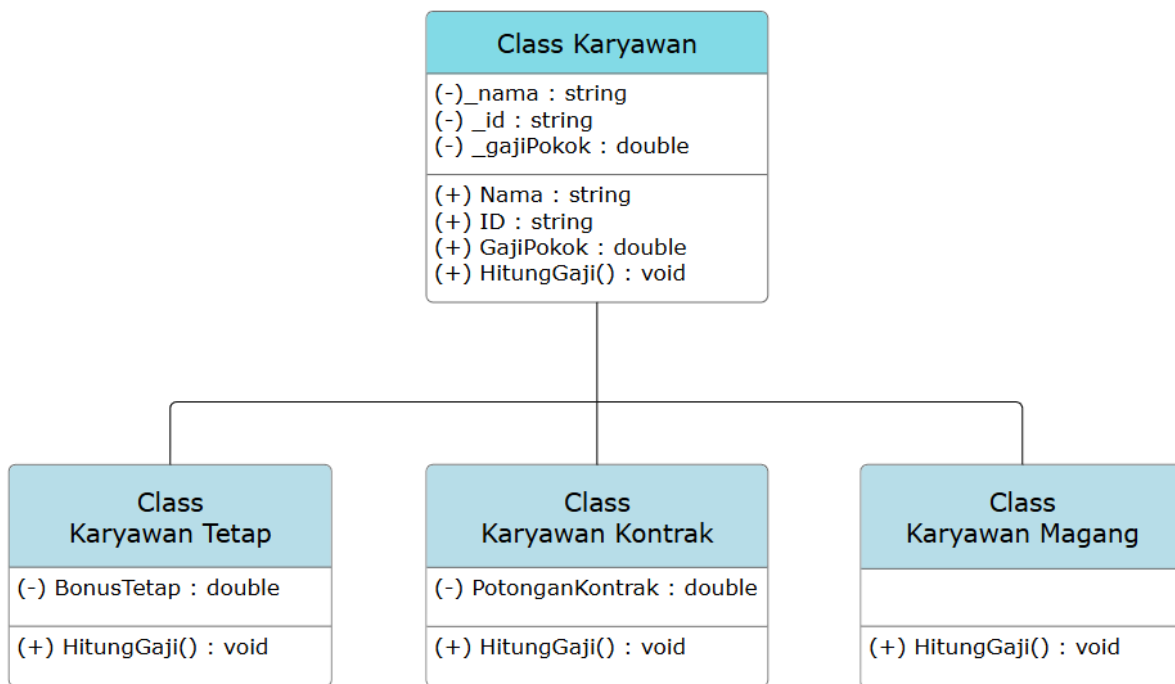 Class Karyawan
(-)_nama : string
(-) _id : string
(-) _gajiPokok : double
(+) Nama : string
(+) ID : string
(+) GajiPokok : double
(+) HitungGaji() : void
Class
Karyawan Tetap
(-) BonusTetap : double
(+) HitungGaji() : void
Class
Karyawan Kontrak
(-) PotonganKontrak : double
(+) HitungGaji() : void
Class
Karyawan Magang
(+) HitungGaji() : void